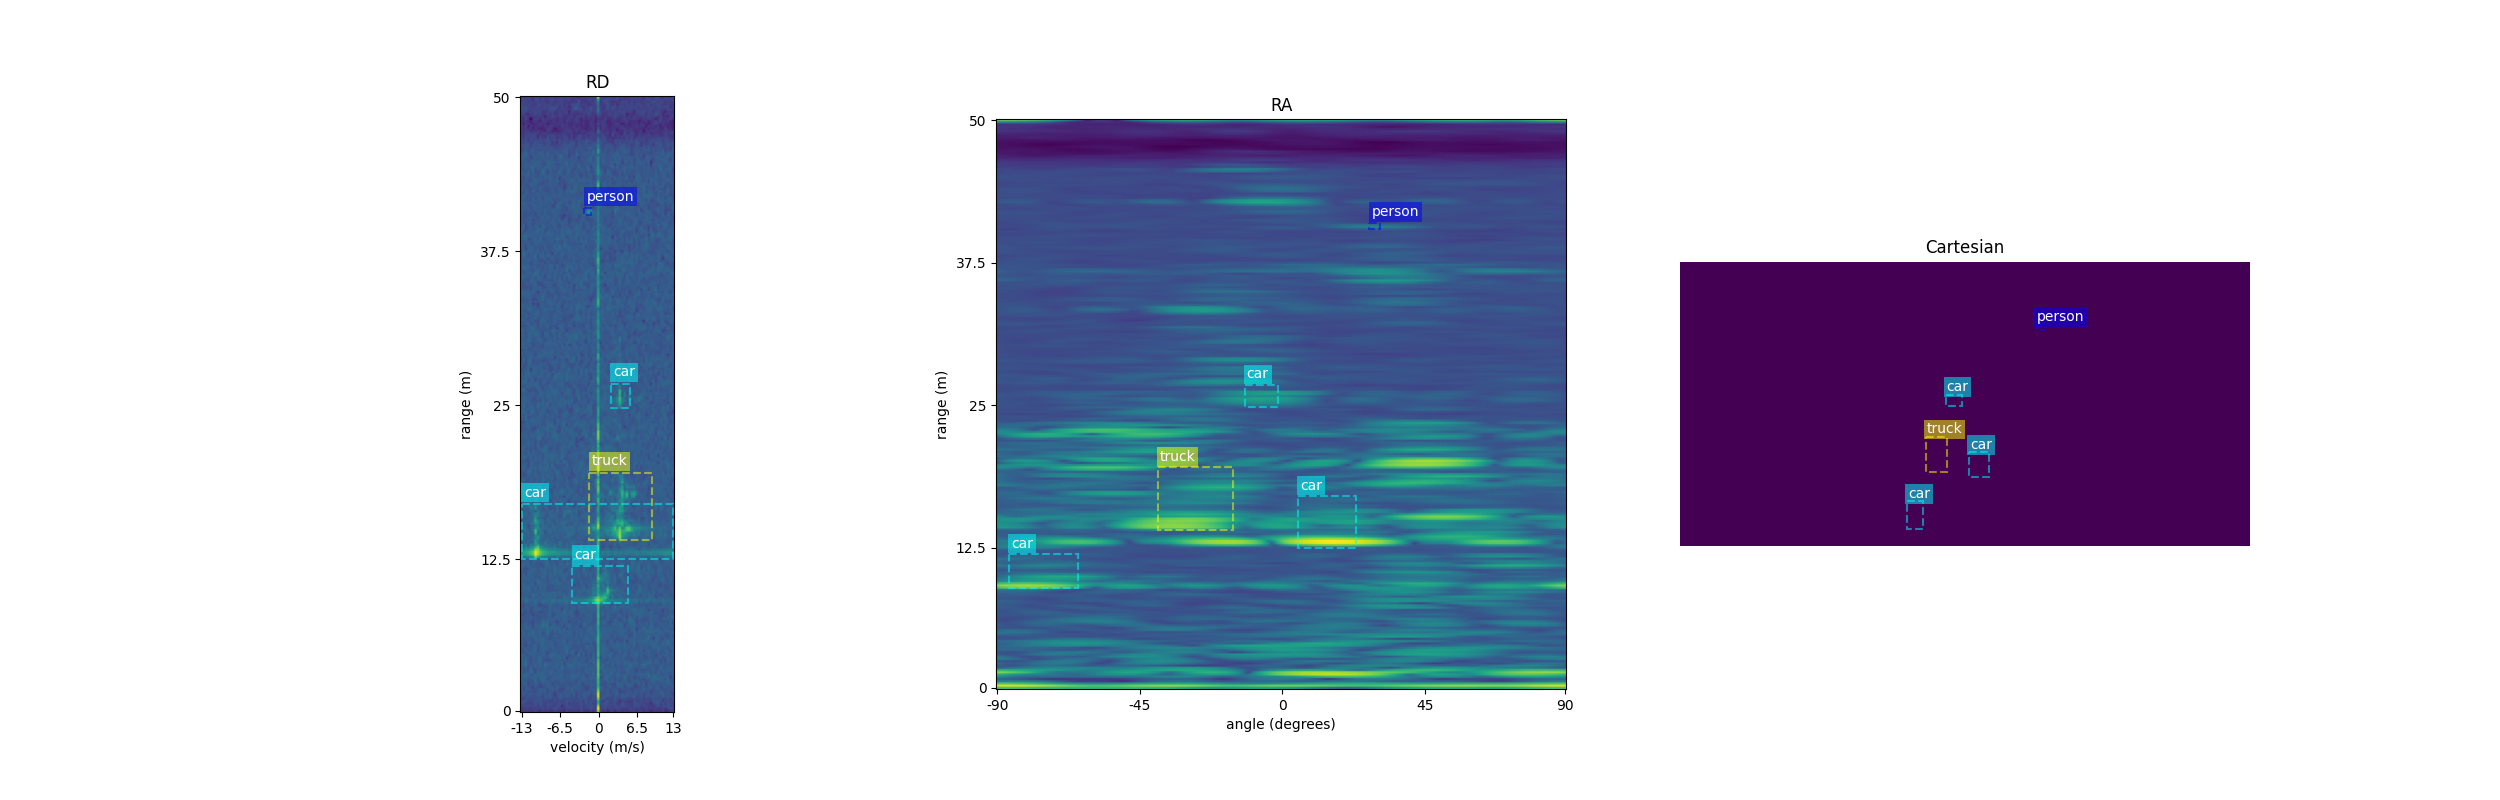 RD
50
37.5
25
12.5
0
range (m)
person
car
truck
car
car
-13 -6.5 0 6.5 13
velocity (m/s)
RA
50
37.5
25
12.5
0
range (m)
person
car
truck
car
car
-90 -45 0 45 90
angle (degrees)
Cartesian
person
car
truck
car
car